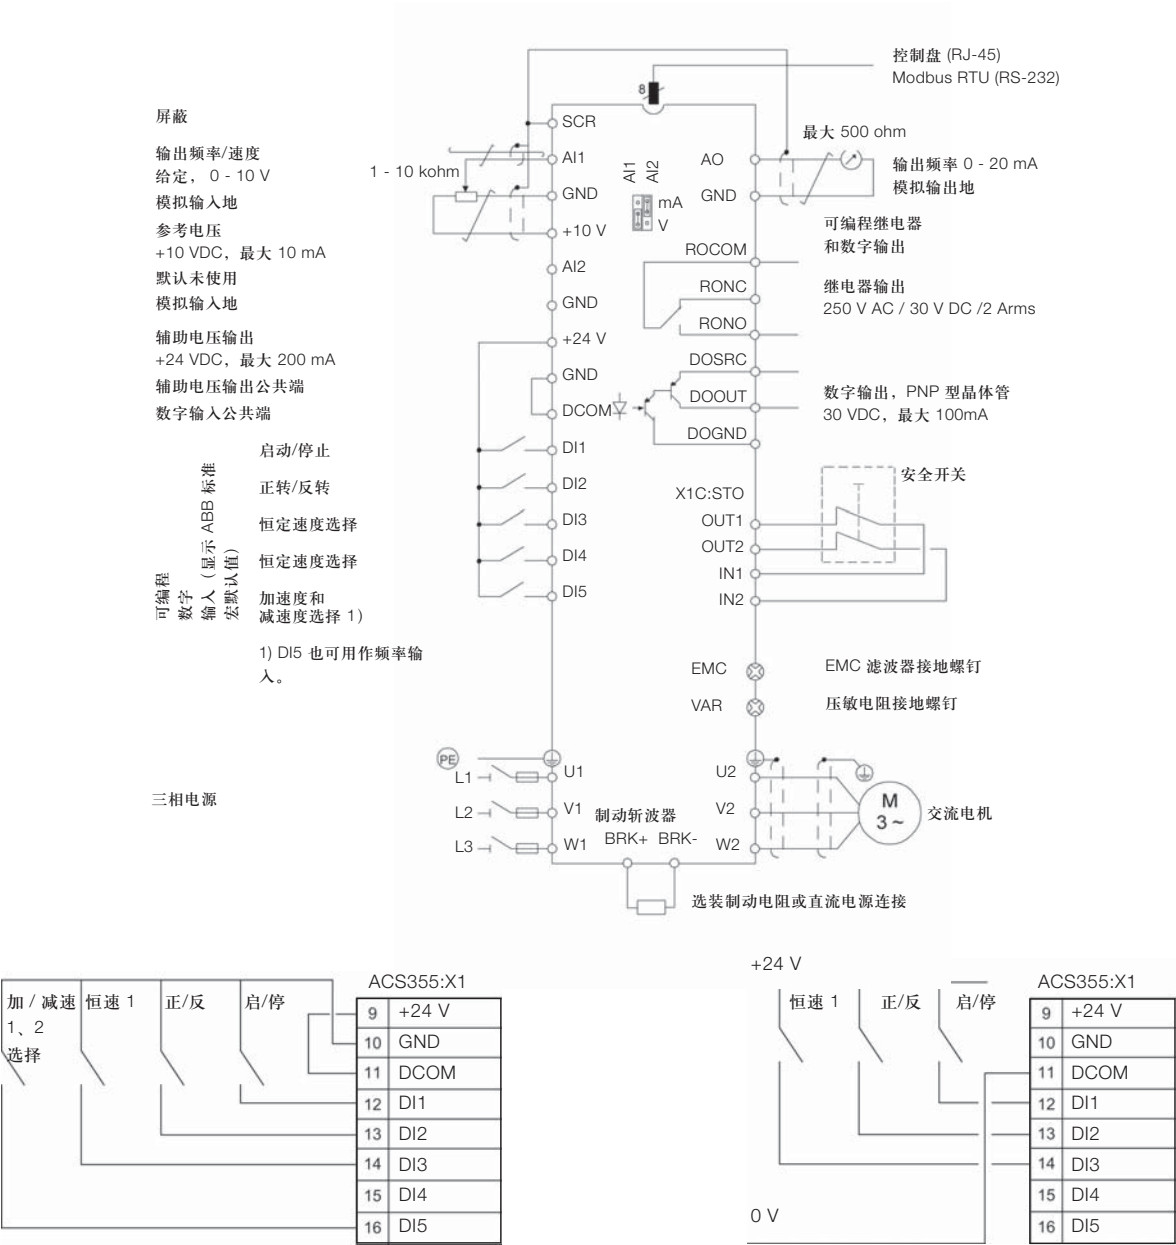 控制盘 (RJ-45)
Modbus RTU (RS-232)
8
屏蔽
输出频率/速度
给定，0 - 10 V
模拟输入地
参考电压
+10 VDC，最大 10 mA
默认未使用
模拟输入地
辅助电压输出
+24 VDC，最大 200 mA
辅助电压输出公共端
数字输入公共端
可编程
数字
输入（显示 ABB 标准
宏默认值）
启动/停止
正转/反转
恒定速度选择
恒定速度选择
加速度和
减速度选择 1)
1) DI5 也可用作频率输
入。
三相电源
1 - 10 kohm
SCR
AI1
GND
+10 V
AI2
GND
+24 V
GND
DCOM
DI1
DI2
DI3
DI4
DI5
AI1
AI2
mA
V
AO
GND
ROCOM
RONC
RONO
DOSRC
DOOUT
DOGND
X1C:STO
OUT1
OUT2
IN1
IN2
EMC
VAR
最大 500 ohm
输出频率 0 - 20 mA
模拟输出地
可编程继电器
和数字输出
继电器输出
250 V AC / 30 V DC /2 Arms
数字输出，PNP 型晶体管
30 VDC，最大 100mA
安全开关
EMC 滤波器接地螺钉
压敏电阻接地螺钉
PE
L1
L2
L3
U1
V1
W1
制动斩波器
BRK+ BRK-
U2
V2
W2
M
3 ~
交流电机
选装制动电阻或直流电源连接
加 / 减速
1、2
选择
恒速 1
正/反
启/停
ACS355:X1
9 +24 V
10 GND
11 DCOM
12 DI1
13 DI2
14 DI3
15 DI4
16 DI5
+24 V
恒速 1
正/反
启/停
0 V
ACS355:X1
9 +24 V
10 GND
11 DCOM
12 DI1
13 DI2
14 DI3
15 DI4
16 DI5